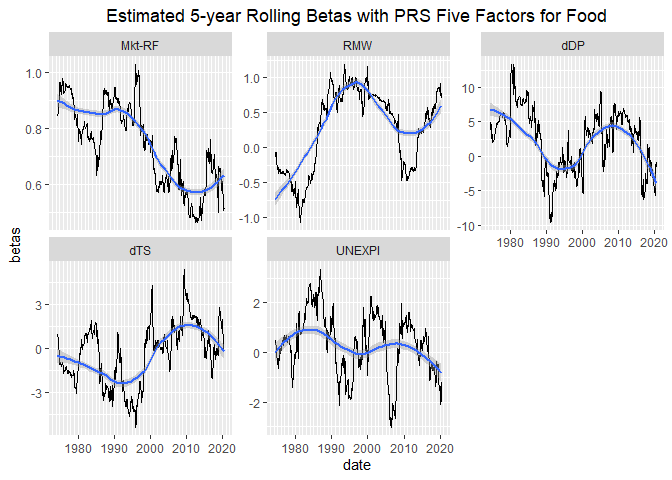 Estimated 5-year Rolling Betas with PRS Five Factors for Food
Mkt-RF
RMW
dDP
1.0
0.8
0.6
1.0
0.5
0.0
-0.5
-1.0
10
5
0
-5
-10
1980 1990 2000 2010 2020
betas
dTS
UNEXPI
3
0
-3
2
0
-2
1980 1990 2000 2010 2020
1980 1990 2000 2010 2020
date